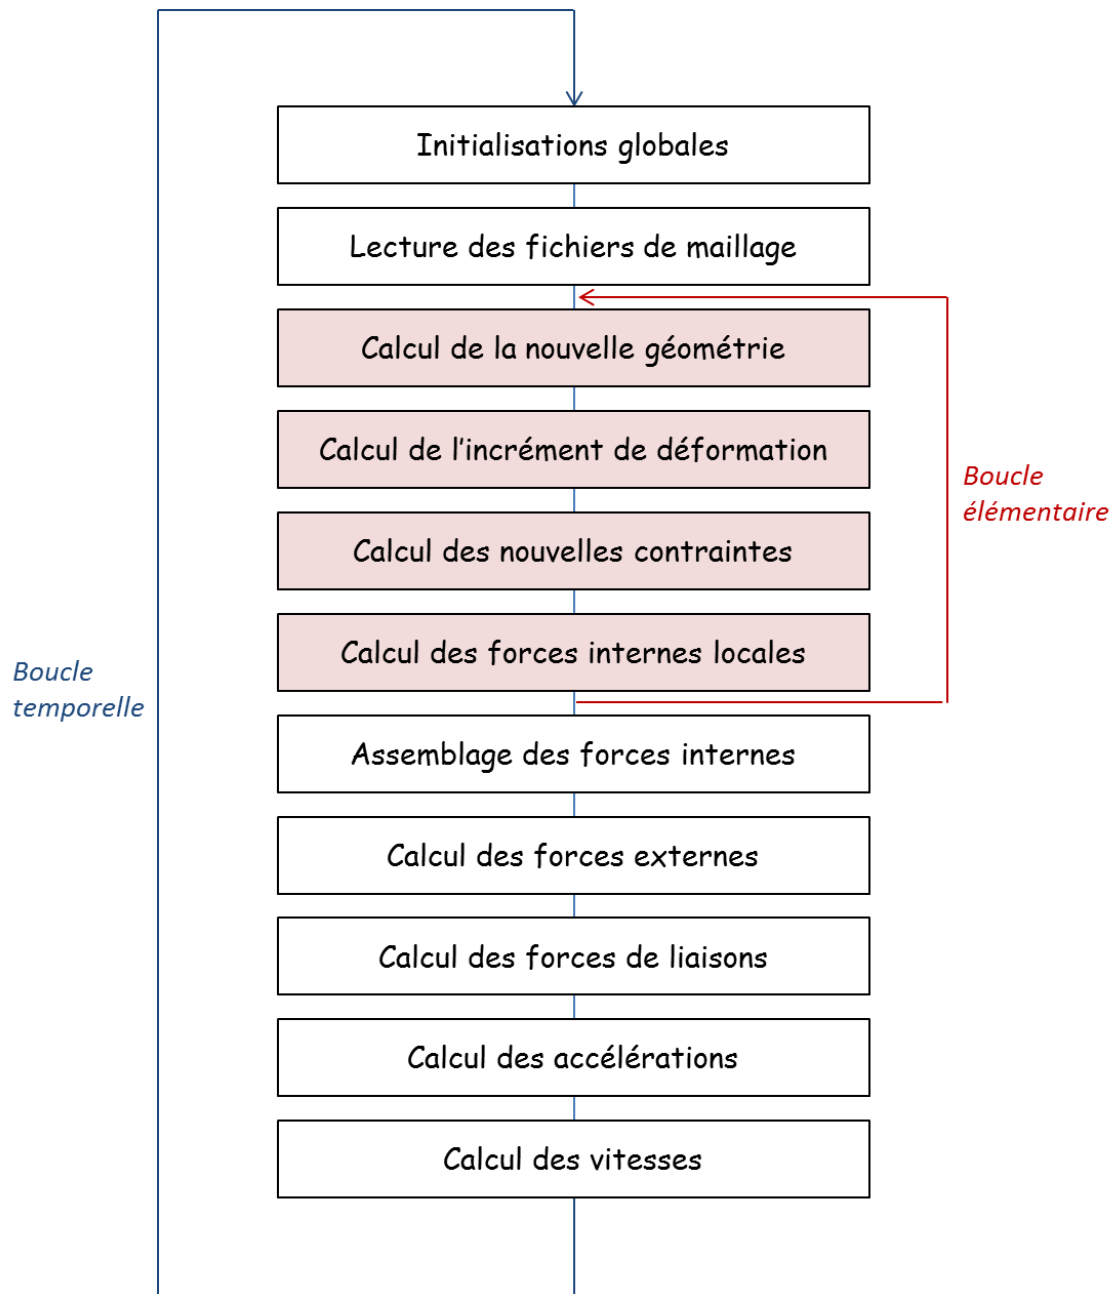 Initialisations globales
Lecture des fichiers de maillage
Calcul de la nouvelle géométrie
Calcul de l'incrément de déformation
Boucle
élémentaire
Calcul des nouvelles contraintes
Calcul des forces internes locales
Boucle
temporelle
Assemblage des forces internes
Calcul des forces externes
Calcul des forces de liaisons
Calcul des accélérations
Calcul des vitesses